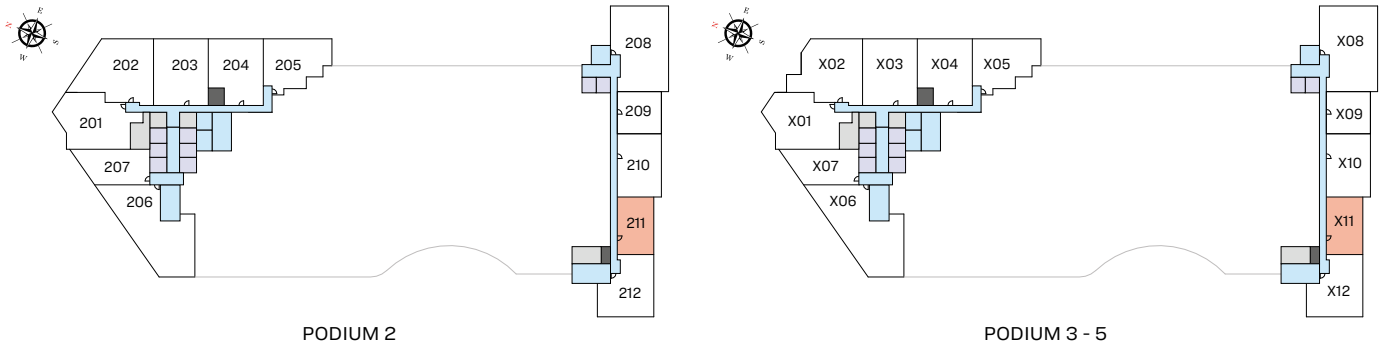 N E S W
202 203 204 205
208
209
201
210
207
206
211
212
PODIUM 2
N E S W
X02 X03 X04 X05
X08
X09
X01
X10
X07
X06
X11
X12
PODIUM 3 - 5